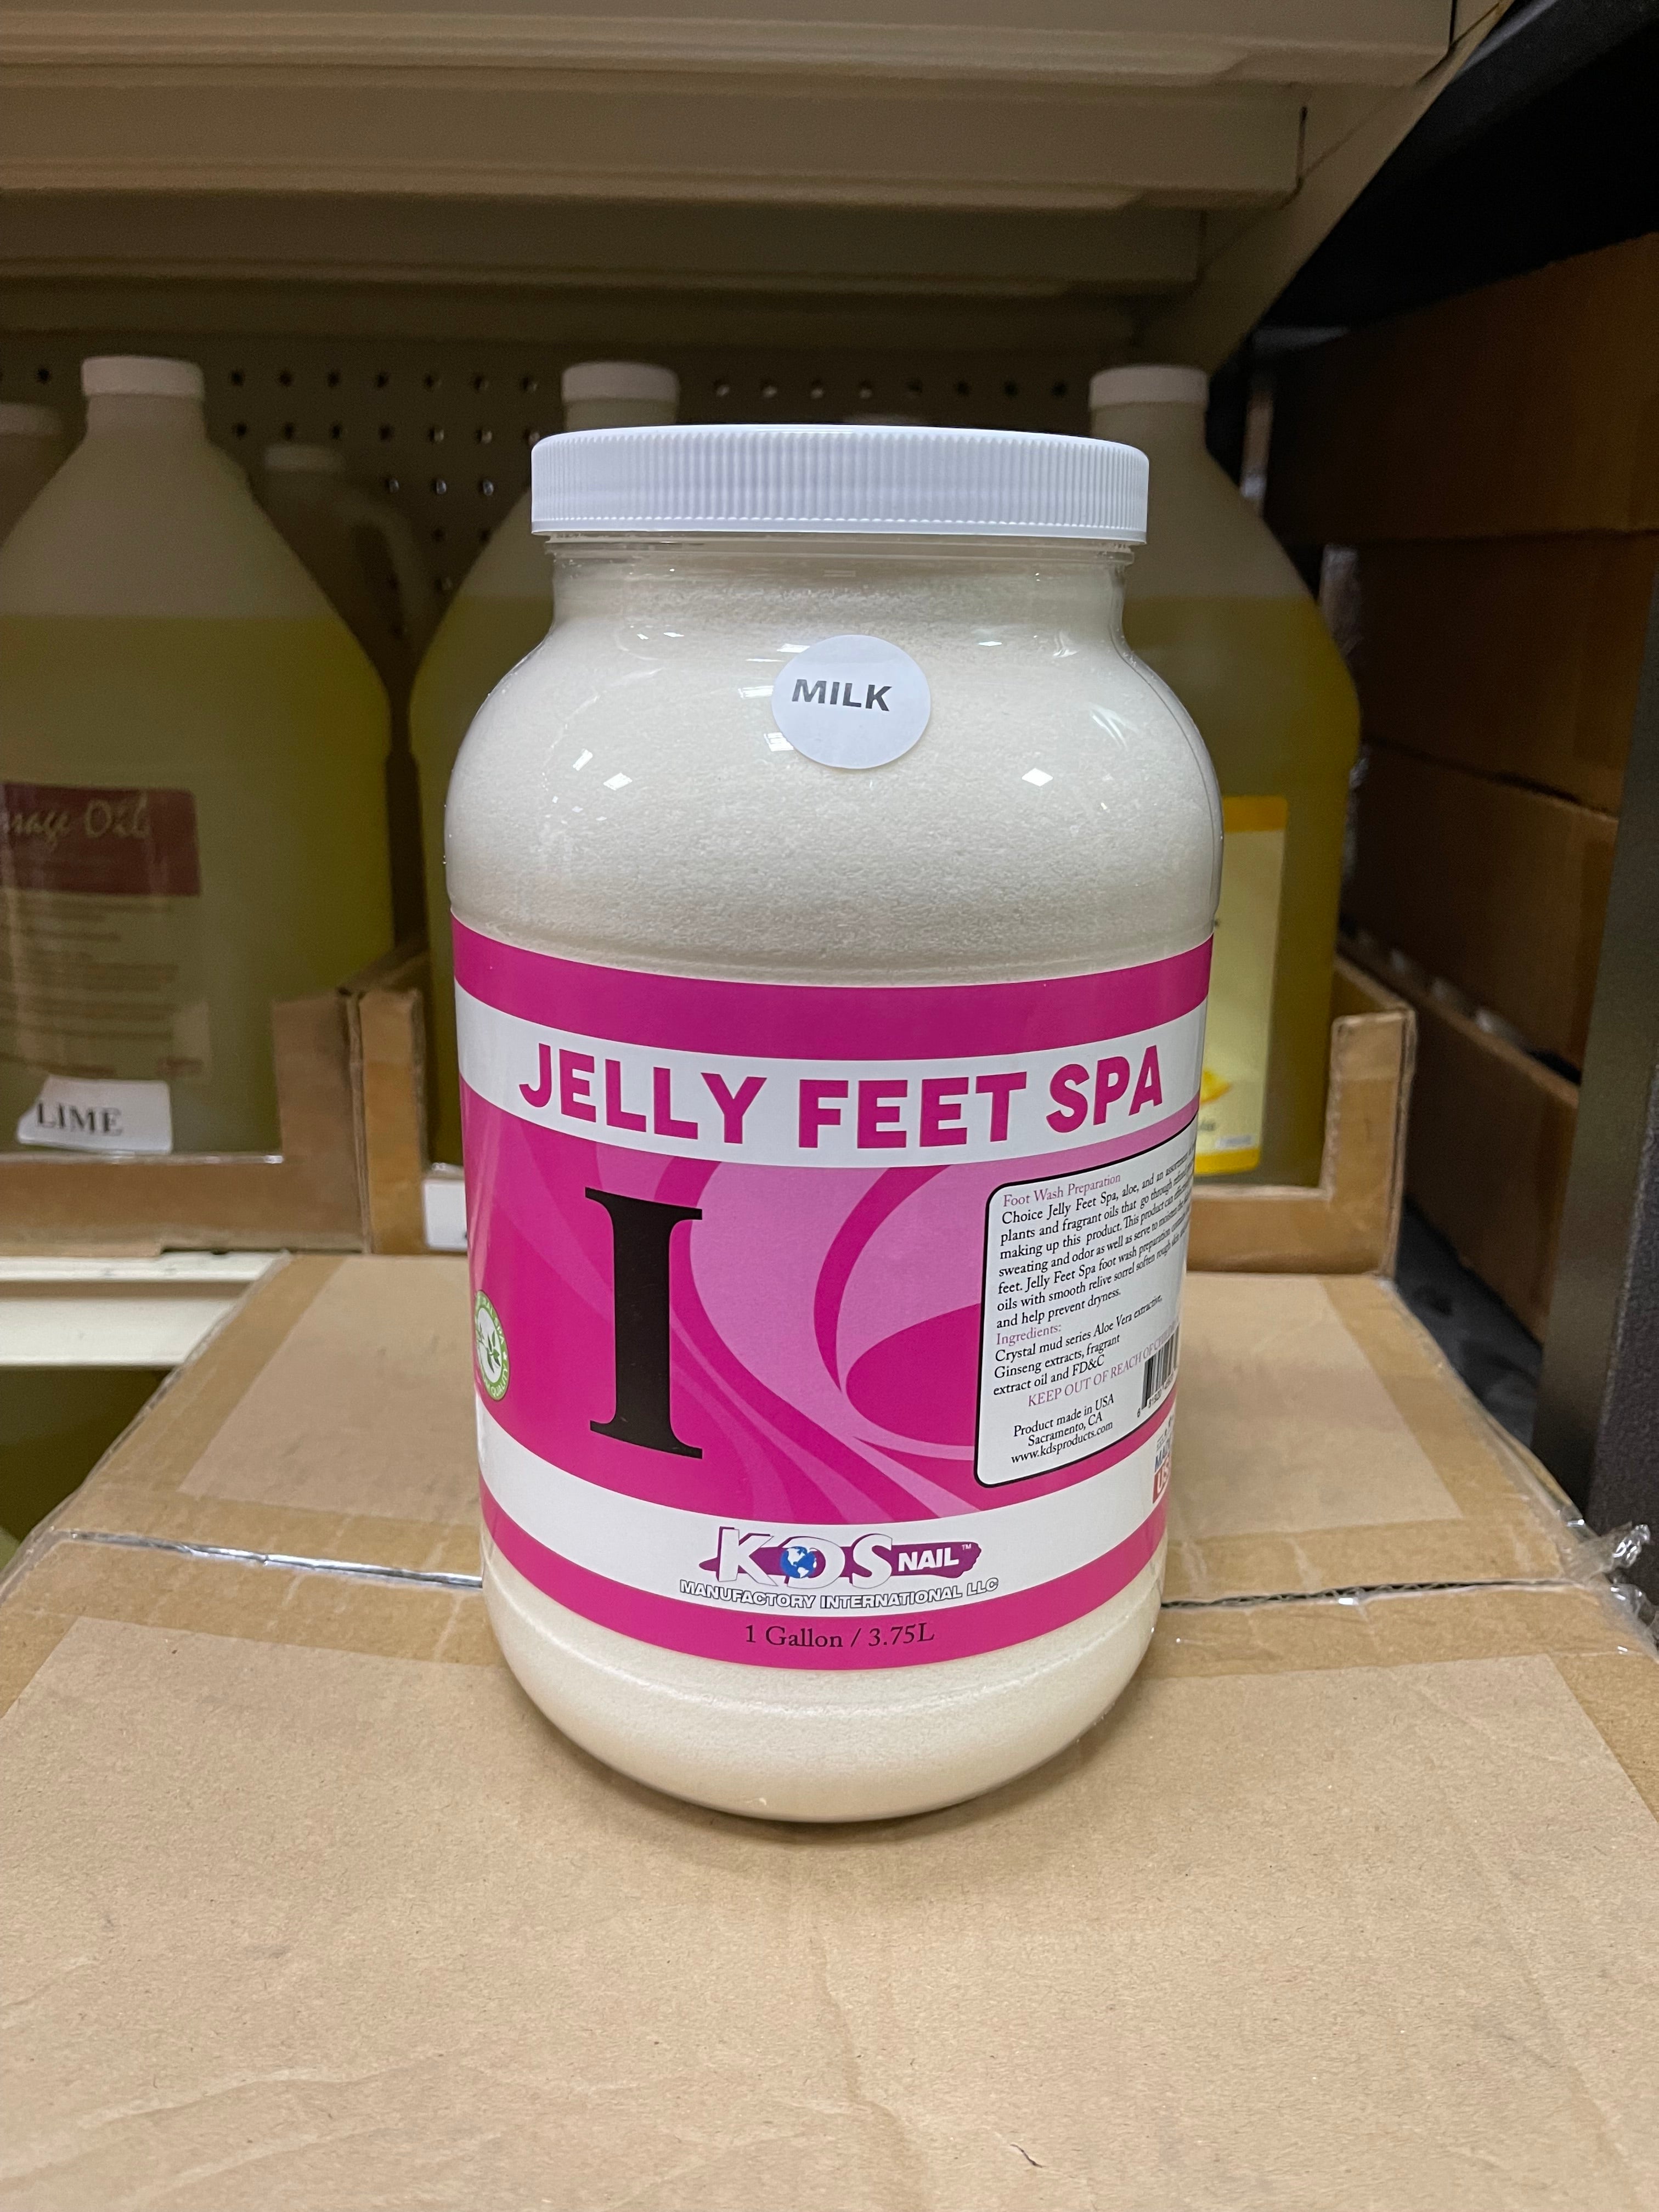 MILK
JELLY FEET SPA
I
Foot Wash Preparation
Choice Jelly Feet Spa, aloe, and an assortment
plants and fragrant oils that go through
making up this product. This product can
sweating and odor as well as serve to
feet. Jelly Feet Spa foot wash preparation
oils with smooth relive sorrel soften rough
and help prevent dryness.
Ingredients:
Crystal mud series Aloe Vera extractive,
Ginseng extracts, fragrant
extract oil and FD&C
KEEP OUT OF REACH OF
Product made in USA
Sacramento, CA
www.kdsproducts.com
KDS NAIL™
MANUFACTORY INTERNATIONAL LLC
1 Gallon / 3.75L
Oil
LIME